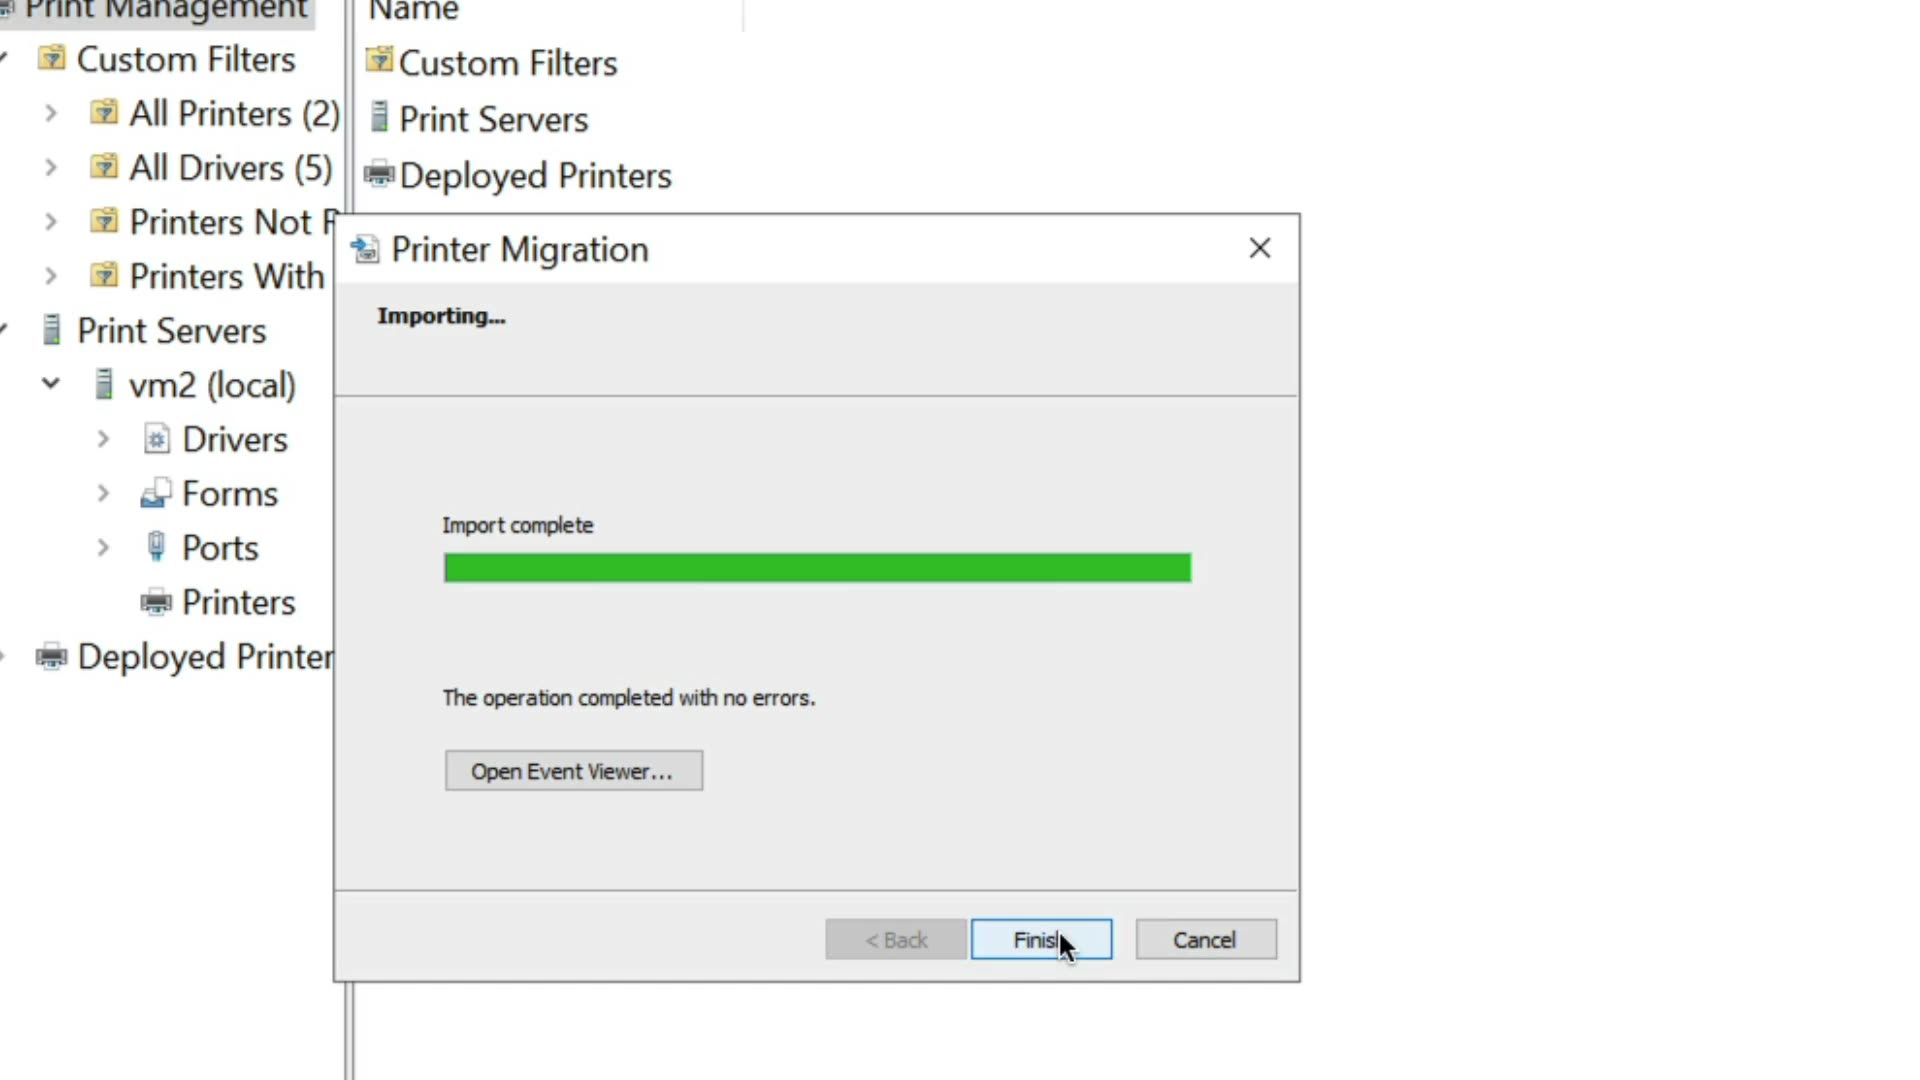 Print Management
Custom Filters
All Printers (2)
All Drivers (5)
Printers Not
Printers With
Print Servers
vm2 (local)
Drivers
Forms
Ports
Printers
Deployed Printer
Name
Custom Filters
Print Servers
Deployed Printers
Printer Migration
Importing...
Import complete
The operation completed with no errors.
Open Event Viewer...
< Back
Finish
Cancel